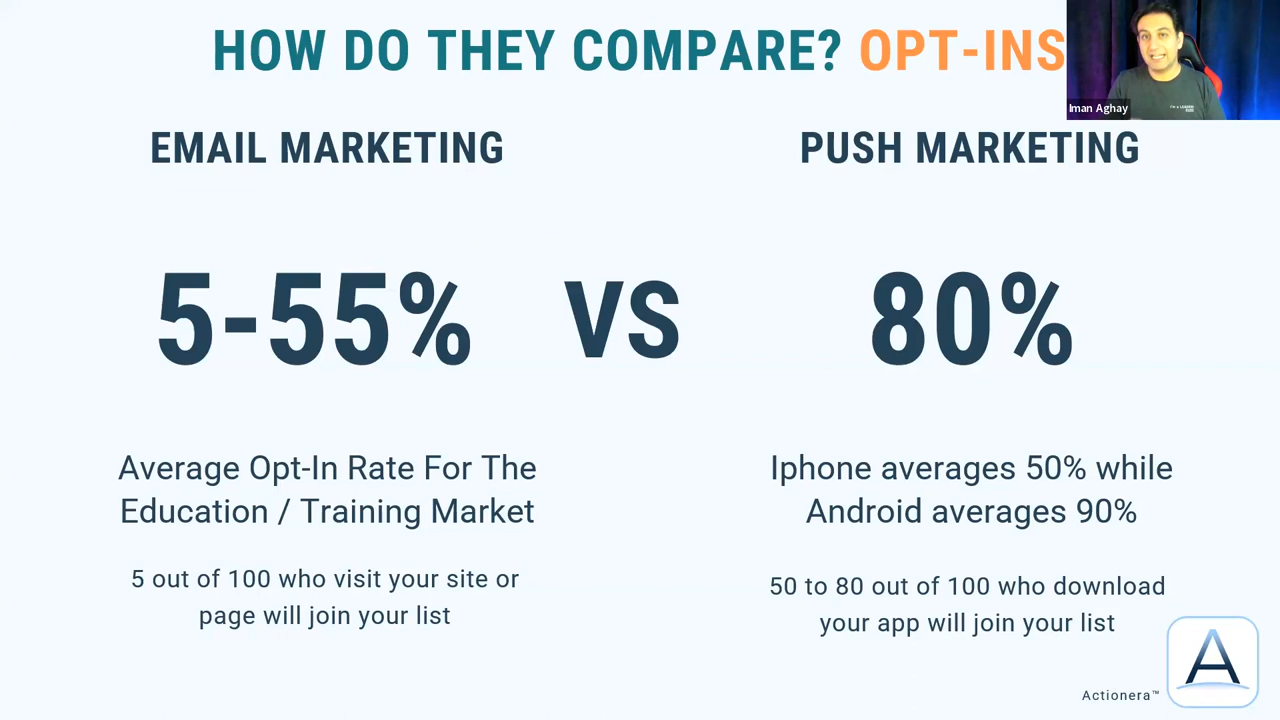 HOW DO THEY COMPARE? OPT-INS
Iman Aghay
EMAIL MARKETING
PUSH MARKETING
5-55%
VS
80%
Average Opt-In Rate For The
Education / Training Market
5 out of 100 who visit your site or
page will join your list
Iphone averages 50% while
Android averages 90%
50 to 80 out of 100 who download
your app will join your list
Actionera™
A